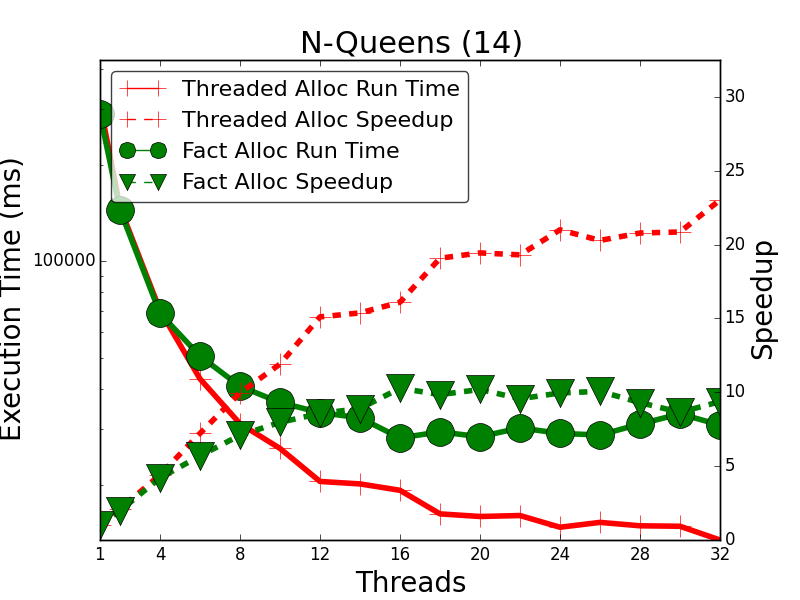 N-Queens (14)
Threaded Alloc Run Time
Threaded Alloc Speedup
Fact Alloc Run Time
Fact Alloc Speedup
Execution Time (ms)
100000
30
25
20
15
10
5
0
Speedup
1 4 8 12 16 20 24 28 32
Threads